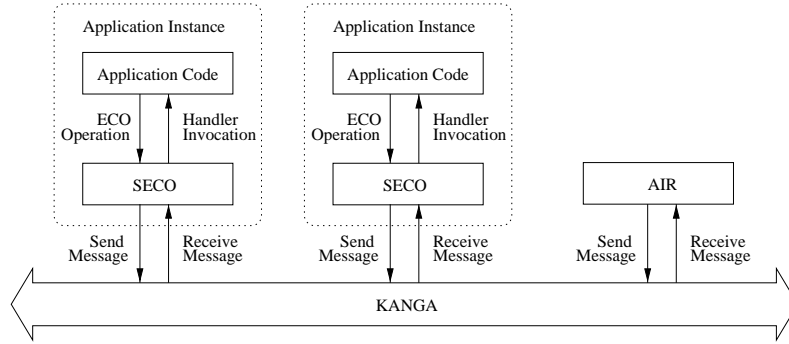 Application Instance
Application Instance
Application Code
Application Code
ECO
Operation
Handler
Invocation
ECO
Operation
Handler
Invocation
SECO
SECO
AIR
Send
Message
Receive
Message
Send
Message
Receive
Message
Send
Message
Receive
Message
KANGA